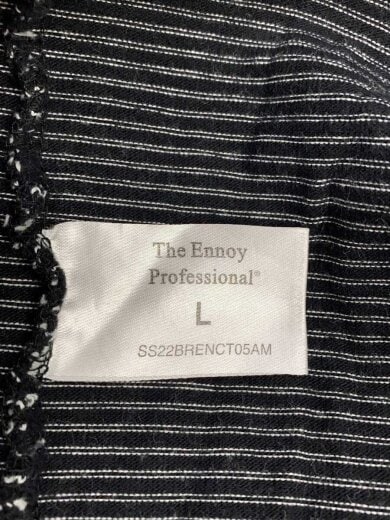 The Ennoy
Professional®
L
SS22BRENCT05AM